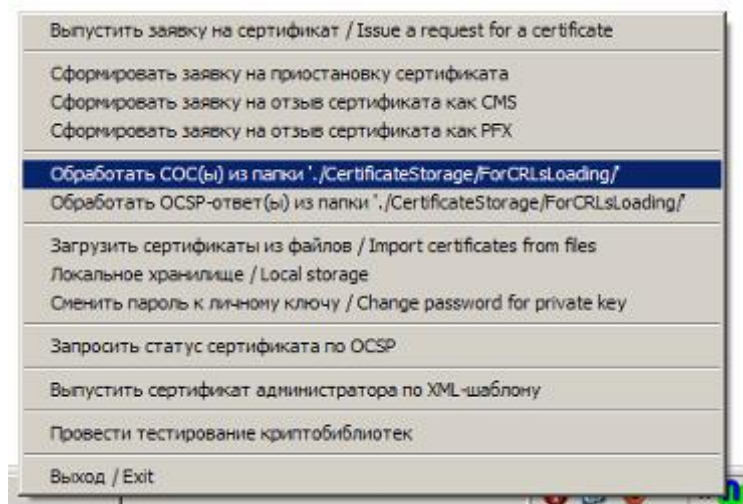 Выпустить заявку на сертификат / Issue a request for a certificate
Сформировать заявку на приостановку сертификата
Сформировать заявку на отзыв сертификата как CMS
Сформировать заявку на отзыв сертификата как PFX
Обработать СОС(ы) из папки './CertificateStorage/ForCRLsLoading/'
Обработать OCSP-ответ(ы) из папки './CertificateStorage/ForCRLsLoading/'
Загрузить сертификаты из файлов / Import certificates from files
Локальное хранилище / Local storage
Сменить пароль к личному ключу / Change password for private key
Запросить статус сертификата по OCSP
Выпустить сертификат администратора по XML-шаблону
Провести тестирование криптобиблиотек
Выход / Exit